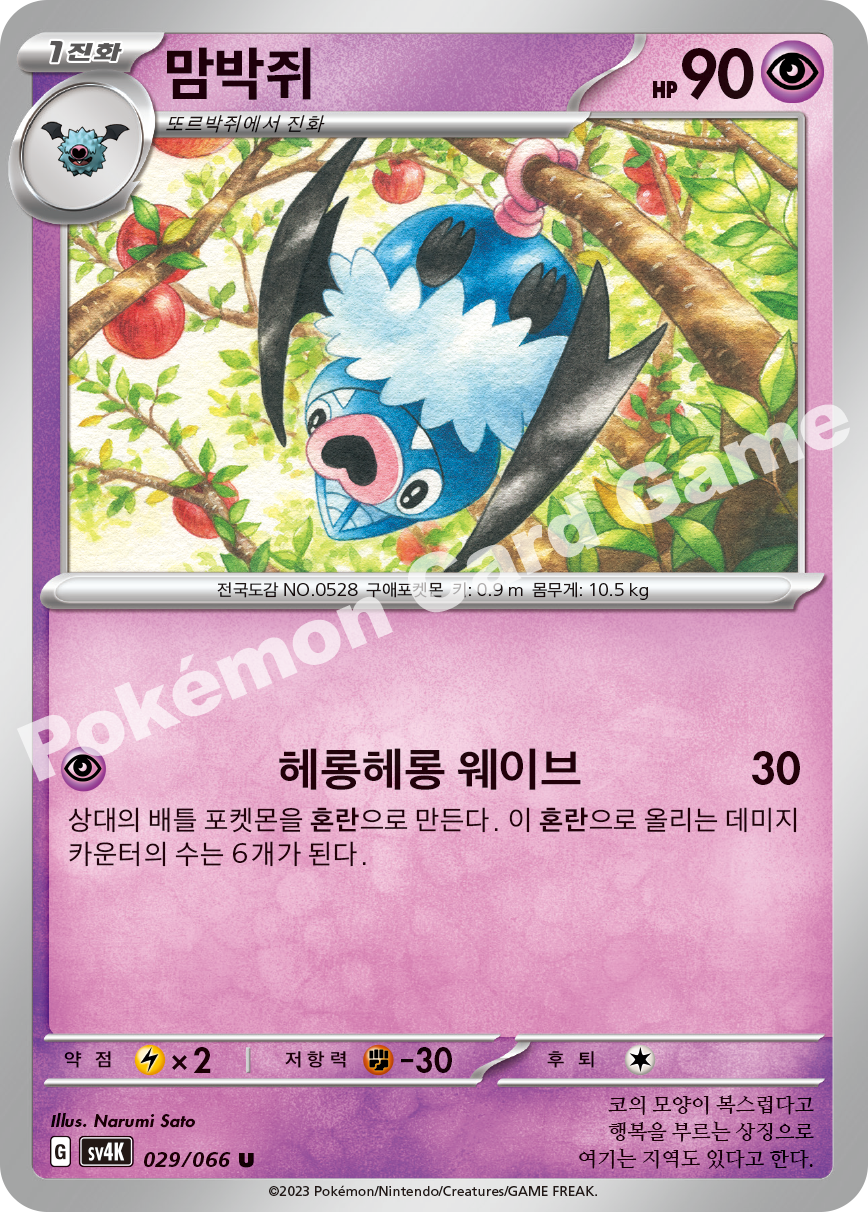 1진화
맘박쥐
HP 90
또르박쥐에서 진화
전국도감 NO.0528 구애포켓몬 키: 0.9 m 몸무게: 10.5 kg
Pokémon Card Game
헤롱헤롱 웨이브 30
상대의 배틀 포켓몬을 혼란으로 만든다. 이 혼란으로 올리는 데미지
카운터의 수는 6개가 된다.
약점 ×2 저항력 -30 후퇴
Illus. Narumi Sato
G sv4K 029/066 U
코의 모양이 복스럽다고
행복을 부르는 상징으로
여기는 지역도 있다고 한다.
©2023 Pokémon/Nintendo/Creatures/GAME FREAK.